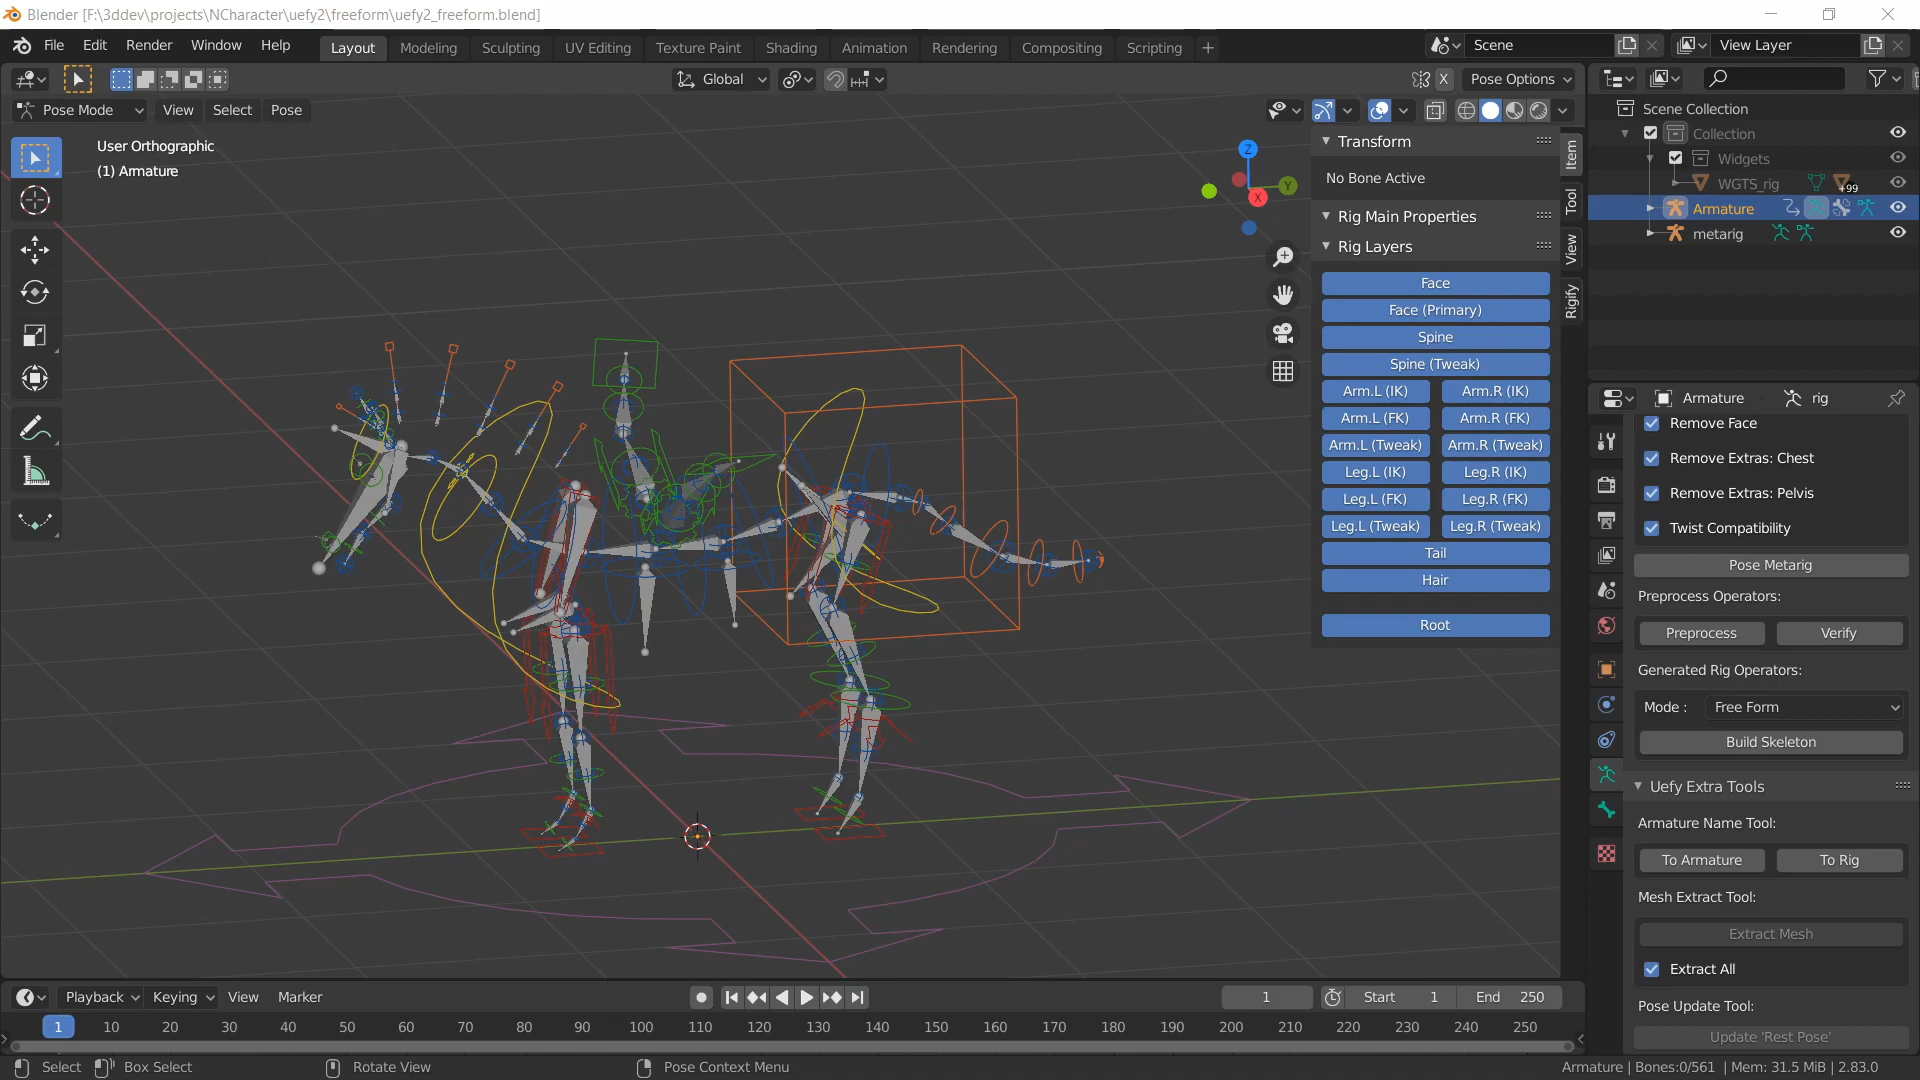 Blender [F:\3ddev\projects\NCharacter\uefy2\freeform\uefy2_freeform.blend]
File Edit Render Window Help
Layout Modeling Sculpting UV Editing Texture Paint Shading Animation Rendering Compositing Scripting +
Scene
View Layer
Global
X
Pose Options
Pose Mode View Select Pose
User Orthographic
(1) Armature
Z
Y
X
Transform
No Bone Active
Rig Main Properties
Rig Layers
Face
Face (Primary)
Spine
Spine (Tweak)
Arm.L (IK) Arm.R (IK)
Arm.L (FK) Arm.R (FK)
Arm.L (Tweak) Arm.R (Tweak)
Leg.L (IK) Leg.R (IK)
Leg.L (FK) Leg.R (FK)
Leg.L (Tweak) Leg.R (Tweak)
Tail
Hair
Root
Item
Tool
View
Rigify
Scene Collection
Collection
Widgets
WGTS_rig +99
Armature
metarig
Armature rig
Remove Face
Remove Extras: Chest
Remove Extras: Pelvis
Twist Compatibility
Pose Metarig
Preprocess Operators:
Preprocess Verify
Generated Rig Operators:
Mode : Free Form
Build Skeleton
Uefy Extra Tools
Armature Name Tool:
To Armature To Rig
Mesh Extract Tool:
Extract Mesh
Extract All
Pose Update Tool:
Update 'Rest Pose'
Playback Keying View Marker
1 Start 1 End 250
1 10 20 30 40 50 60 70 80 90 100 110 120 130 140 150 160 170 180 190 200 210 220 230 240 250
Select Box Select Rotate View Pose Context Menu
Armature | Bones:0/561 | Mem: 31.5 MiB | 2.83.0